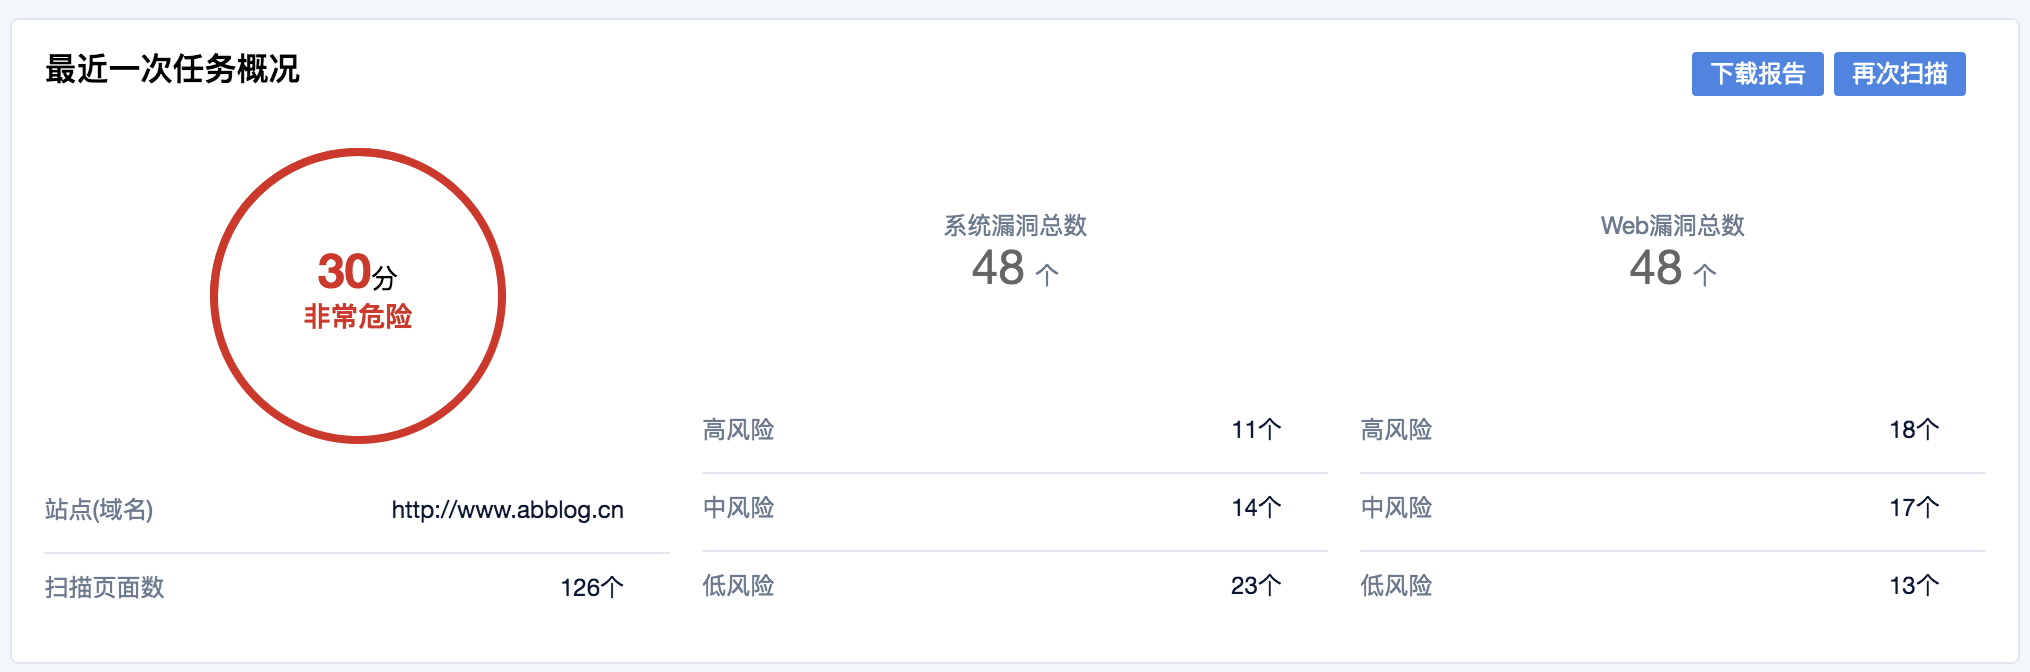 最近一次任务概况
下载报告 再次扫描
30分
非常危险
站点(域名) http://www.abblog.cn
扫描页面数 126个
系统漏洞总数
48 个
高风险 11个
中风险 14个
低风险 23个
Web漏洞总数
48 个
高风险 18个
中风险 17个
低风险 13个